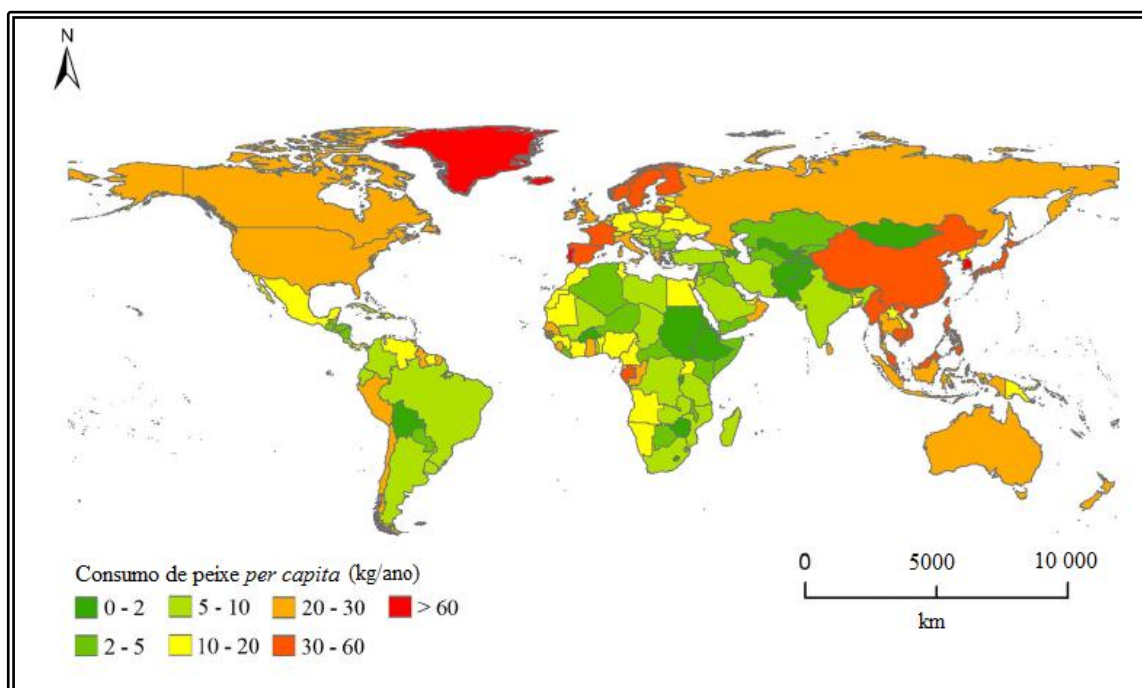 N
Consumo de peixe per capita (kg/ano)
0 - 2 5 - 10 20 - 30 > 60
2 - 5 10 - 20 30 - 60
0 5000 10 000
km